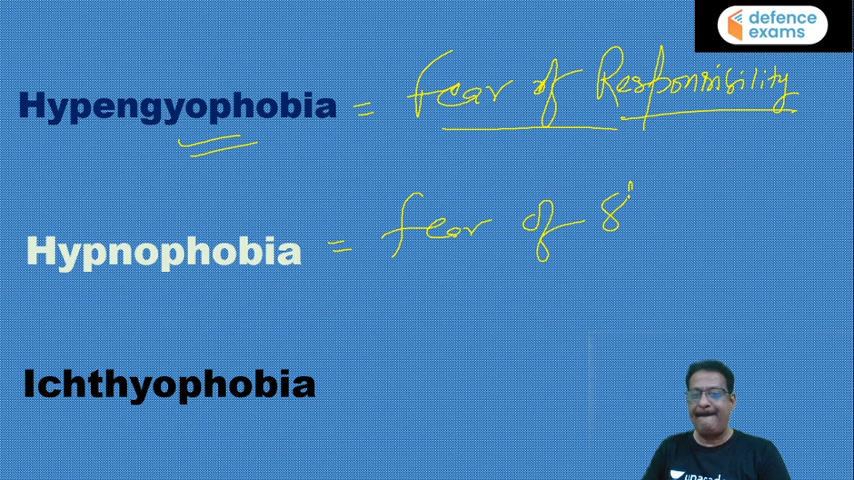 defence
exams
Hypengyophobia = Fear of Responsibility
Hypnophobia = fear of
Ichthyophobia